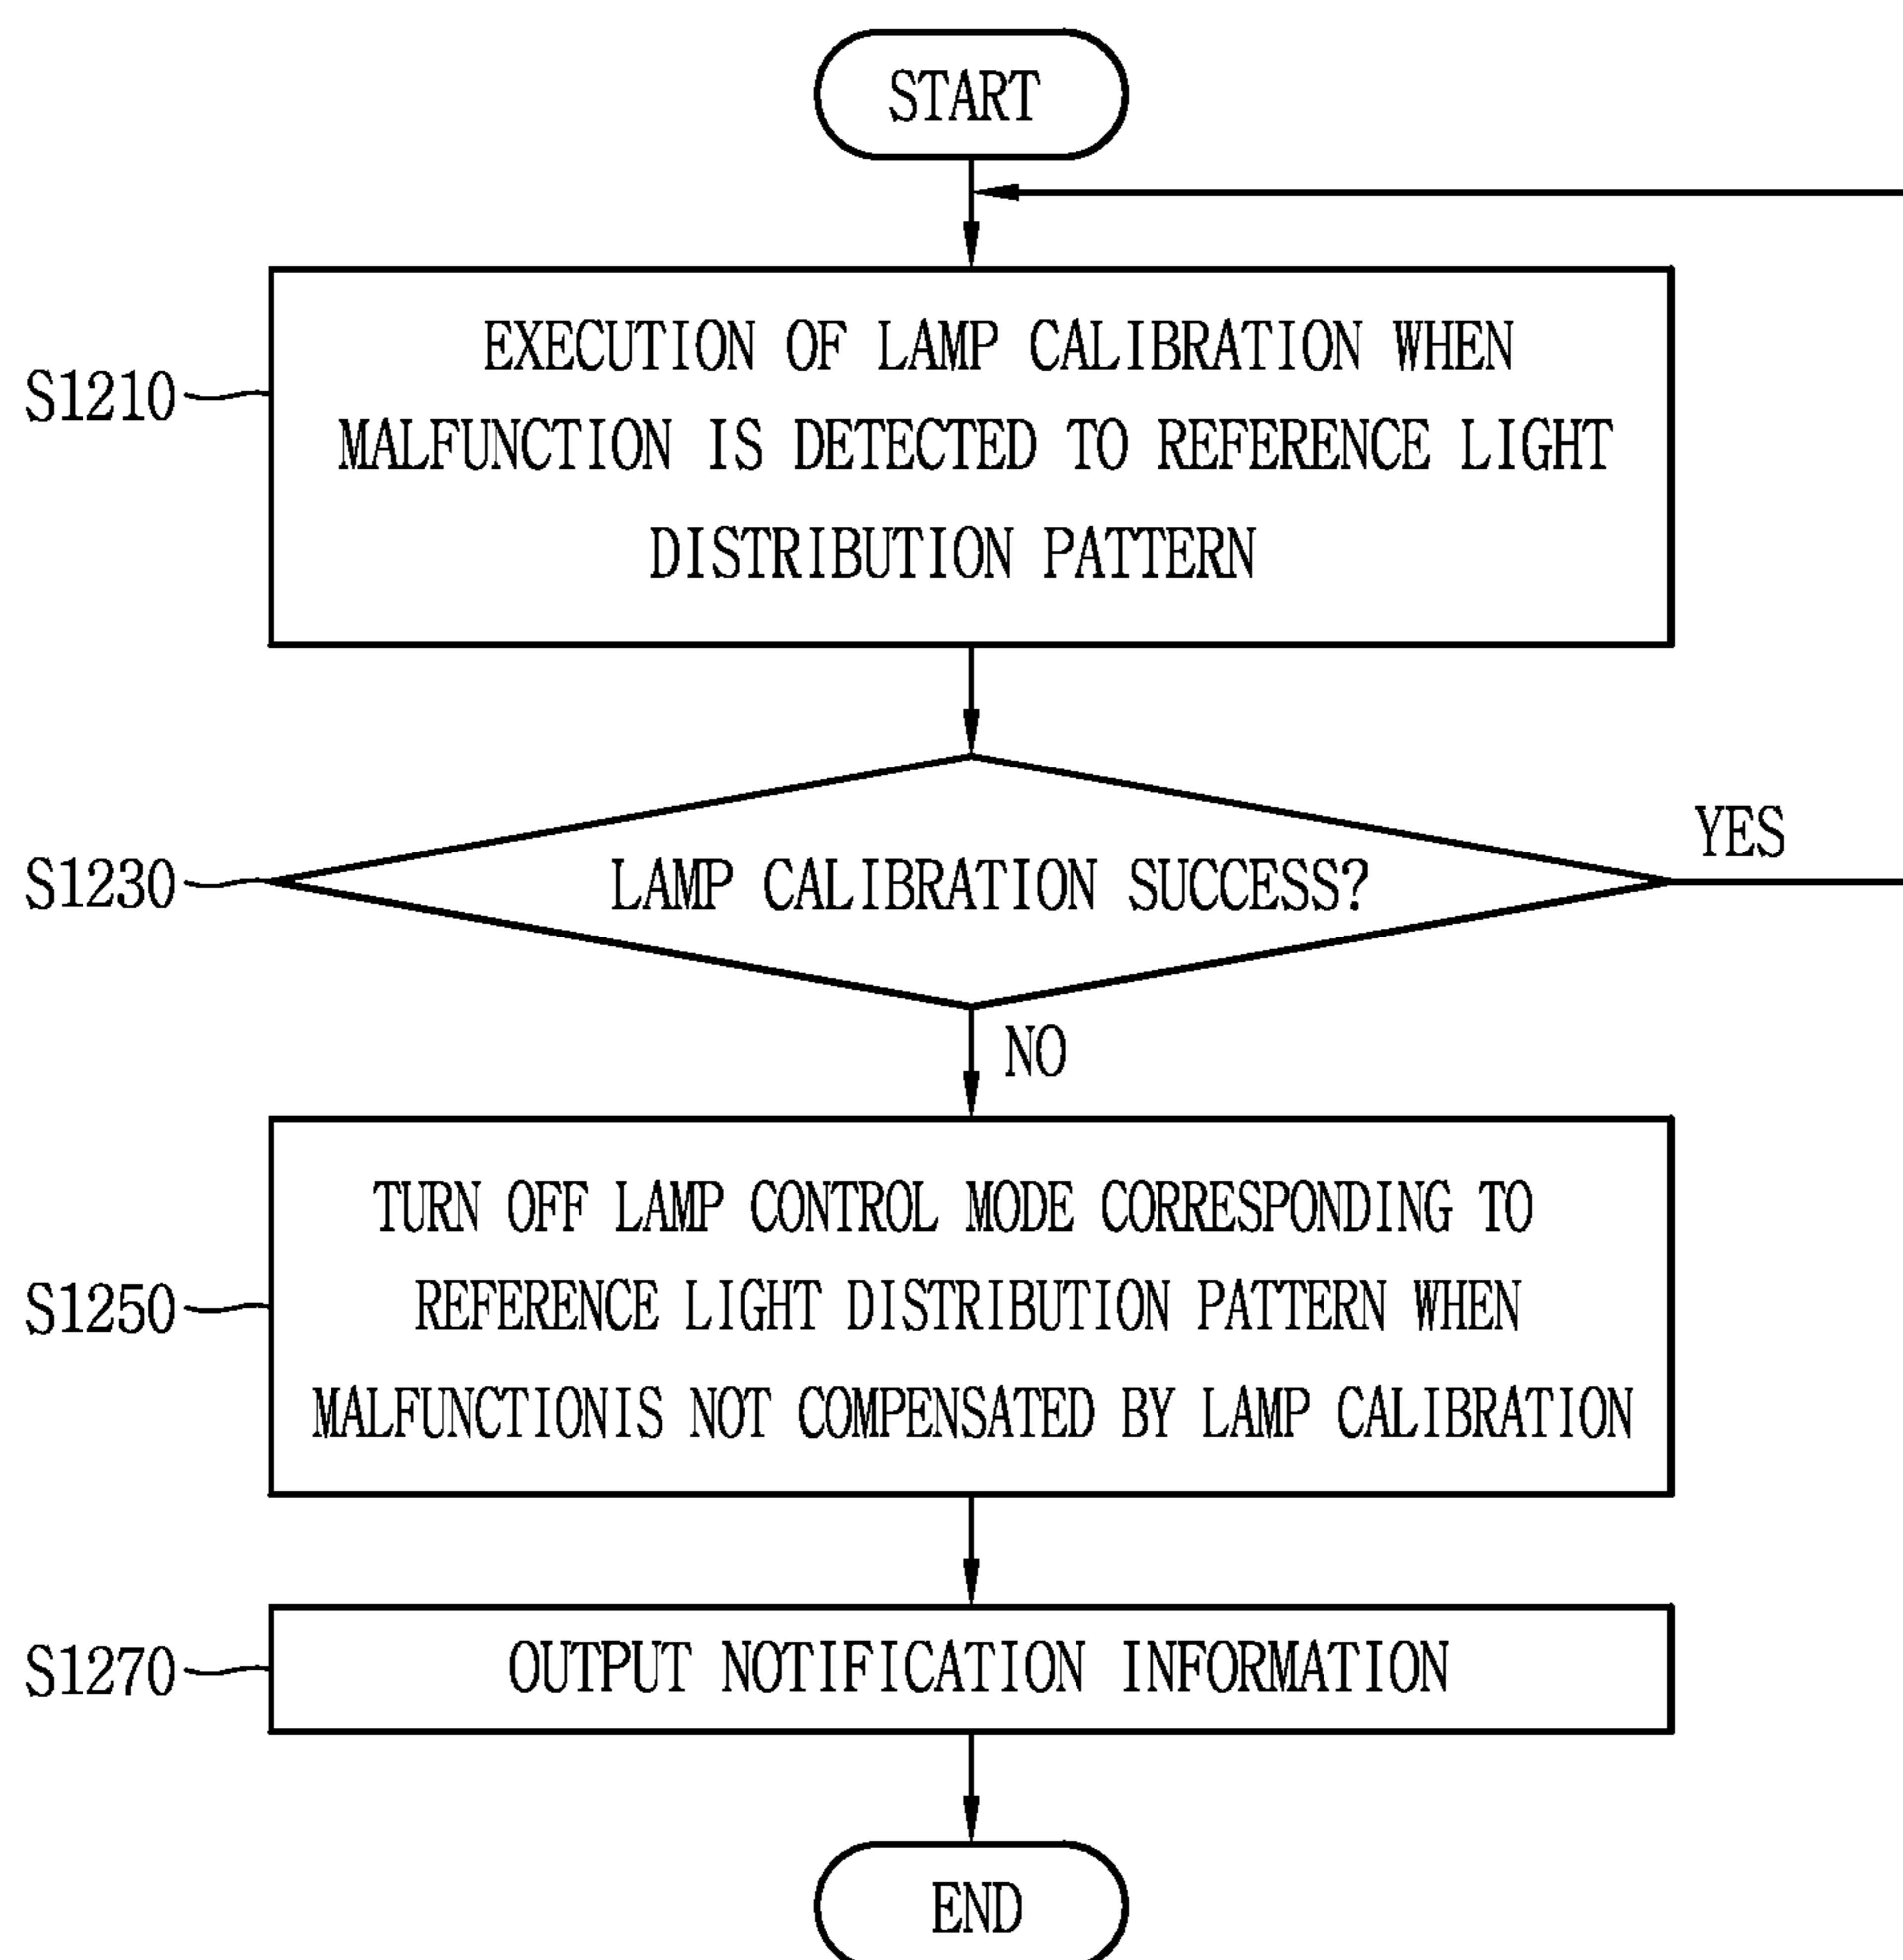 START
S1210
EXECUTION OF LAMP CALIBRATION WHEN
MALFUNCTION IS DETECTED TO REFERENCE LIGHT
DISTRIBUTION PATTERN
S1230
LAMP CALIBRATION SUCCESS?
YES
NO
S1250
TURN OFF LAMP CONTROL MODE CORRESPONDING TO
REFERENCE LIGHT DISTRIBUTION PATTERN WHEN
MALFUNCTIONIS NOT COMPENSATED BY LAMP CALIBRATION
S1270
OUTPUT NOTIFICATION INFORMATION
END